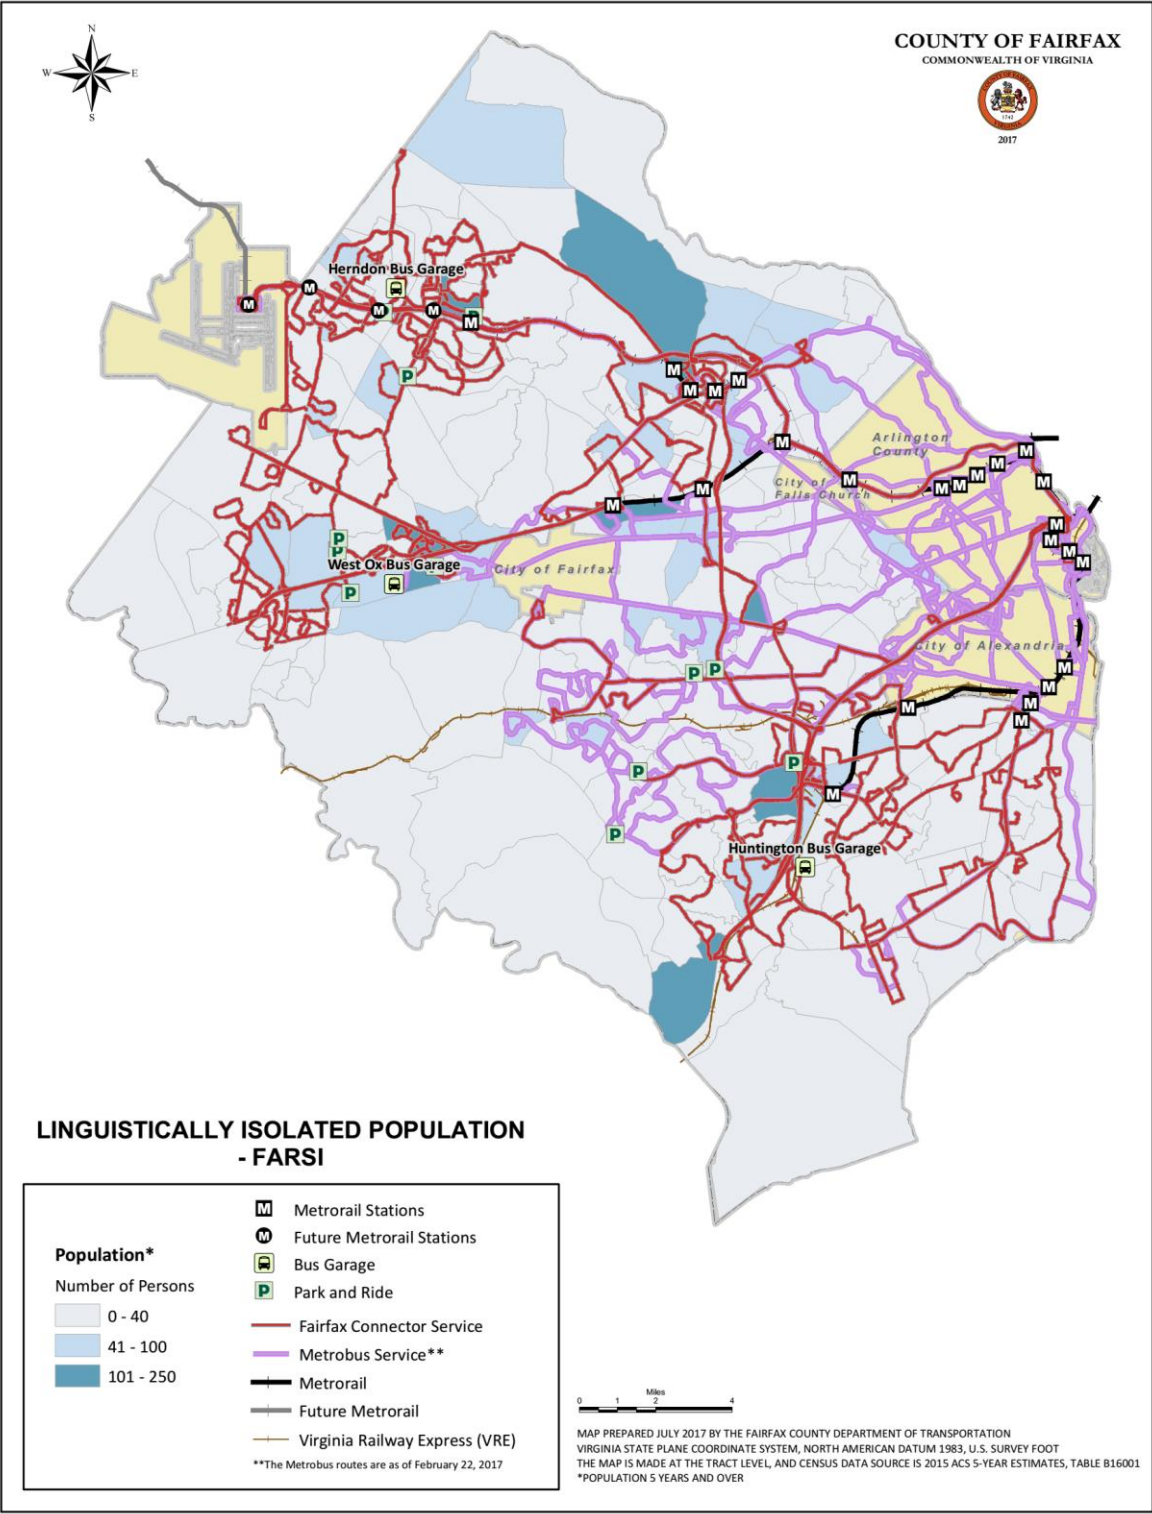 N
W
E
S
COUNTY OF FAIRFAX
COMMONWEALTH OF VIRGINIA
COUNTY OF FAIRFAX
1742
VIRGINIA
2017
Herndon Bus Garage
M
M
M
M
M
P
P
M
M
M
M
M
Arlington
County
M
M
City of
Falls Church
M
M
M
M
M
M
M
M
M
M
M
P
P
West Ox Bus Garage
City of Fairfax
P
City of Alexandria
P
P
M
M
M
M
M
P
P
M
P
Huntington Bus Garage
LINGUISTICALLY ISOLATED POPULATION
- FARSI
Population*
Number of Persons
0 - 40
41 - 100
101 - 250
M Metrorail Stations
M Future Metrorail Stations
Bus Garage
P Park and Ride
Fairfax Connector Service
Metrobus Service**
Metrorail
Future Metrorail
Virginia Railway Express (VRE)
**The Metrobus routes are as of February 22, 2017
Miles
0 1 2 4
MAP PREPARED JULY 2017 BY THE FAIRFAX COUNTY DEPARTMENT OF TRANSPORTATION
VIRGINIA STATE PLANE COORDINATE SYSTEM, NORTH AMERICAN DATUM 1983, U.S. SURVEY FOOT
THE MAP IS MADE AT THE TRACT LEVEL, AND CENSUS DATA SOURCE IS 2015 ACS 5-YEAR ESTIMATES, TABLE B16001
*POPULATION 5 YEARS AND OVER